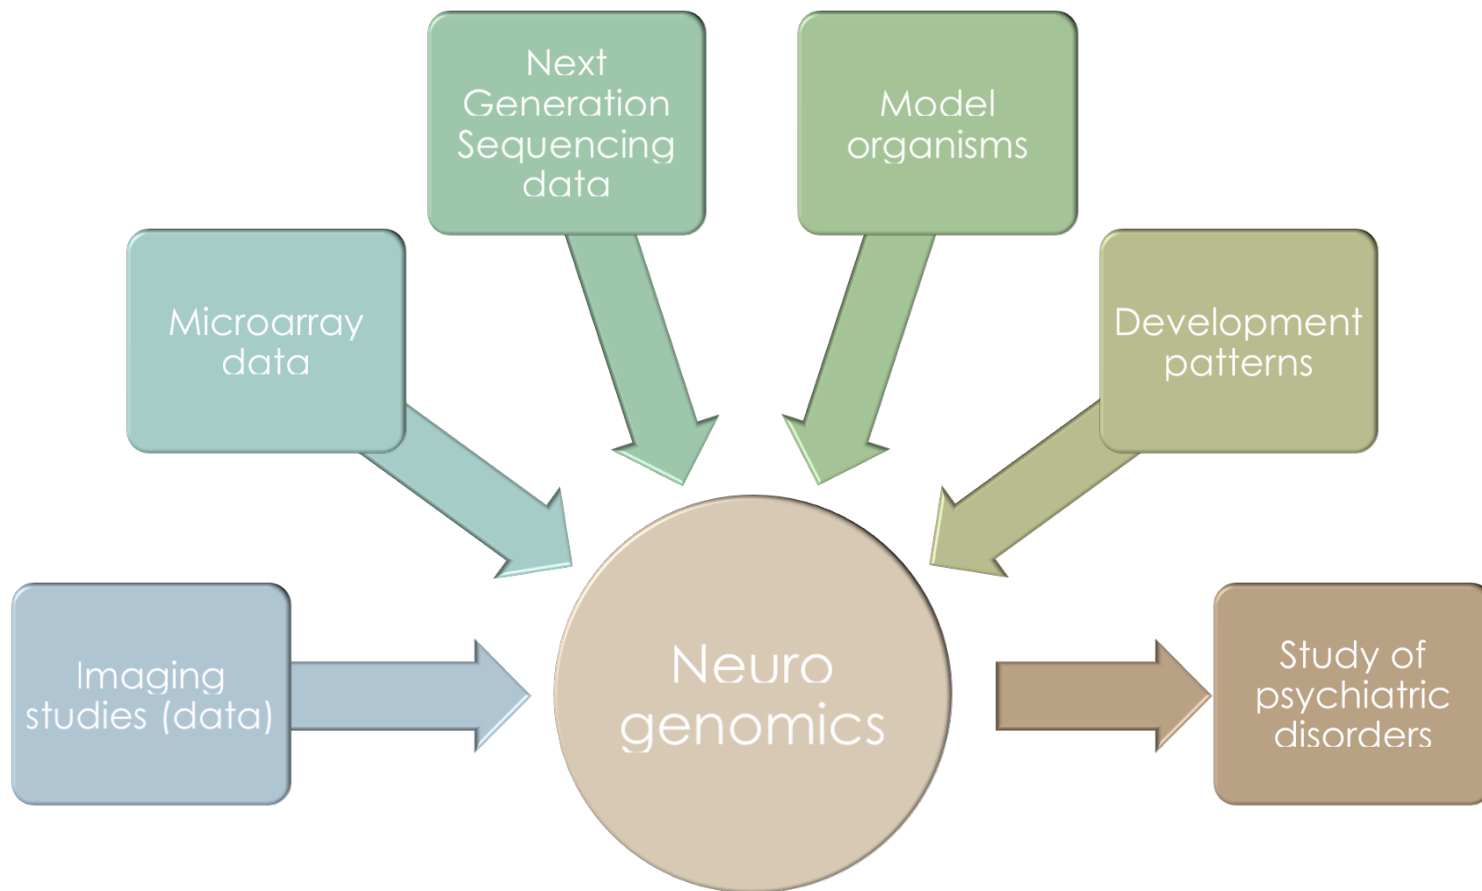 Next
Generation
Sequencing
data
Model
organisms
Microarray
data
Development
patterns
Imaging
studies (data)
Neuro
genomics
Study of
psychiatric
disorders